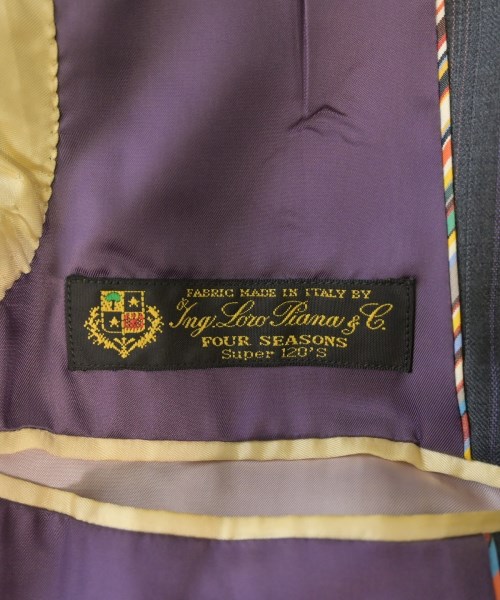 FABRIC MADE IN ITALY BY
Ing. Loro Piana & C.
FOUR SEASONS
Super 120'S